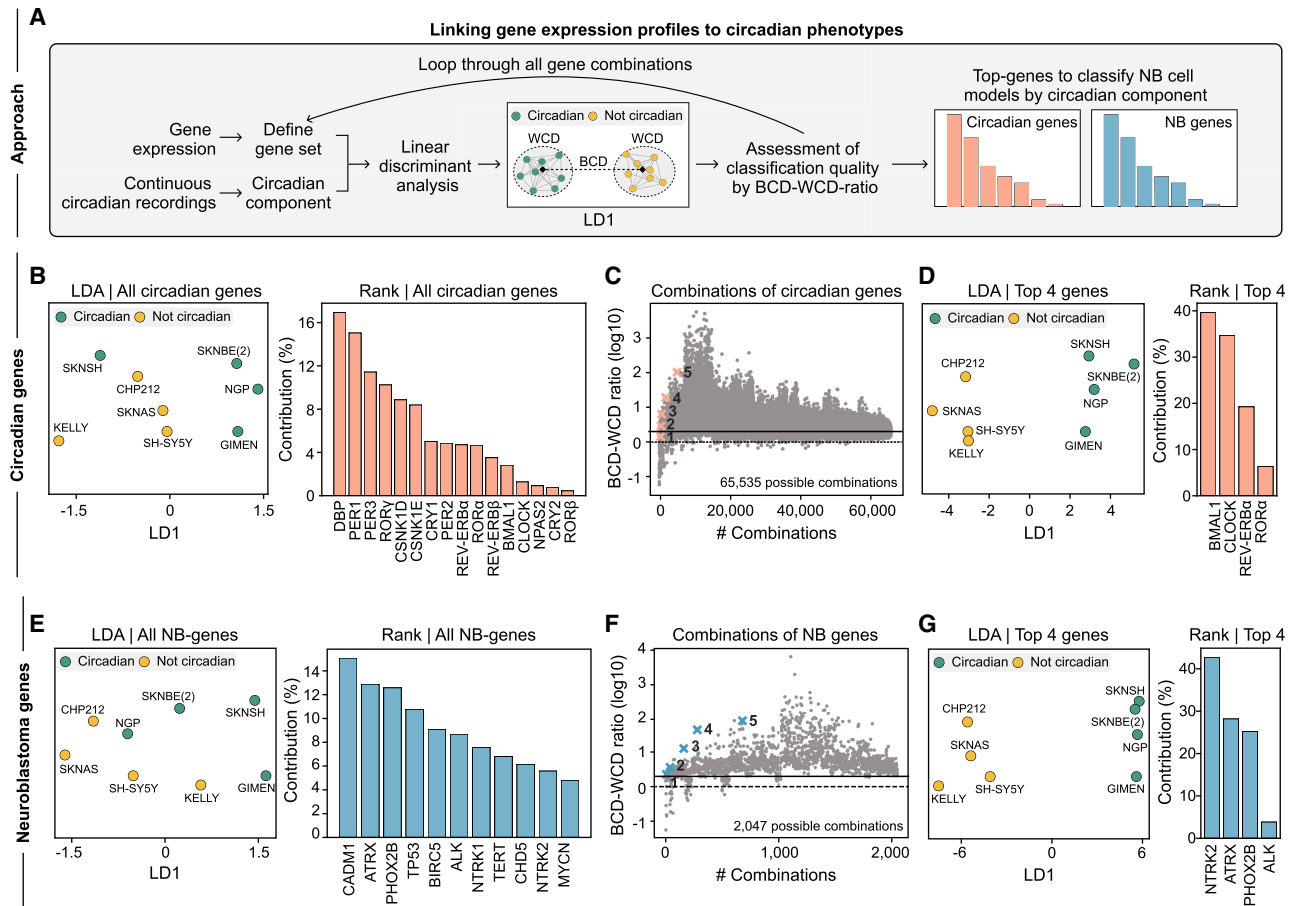 A
Approach
Linking gene expression profiles to circadian phenotypes
Loop through all gene combinations
Gene
expression
Define
gene set
Continuous
circadian recordings
Circadian
component
Linear
discriminant
analysis
Circadian
Not circadian
WCD
WCD
BCD
LD1
Assessment of
classification quality
by BCD-WCD-ratio
Top-genes to classify NB cell
models by circadian component
Circadian genes
NB genes
Circadian genes
B
LDA | All circadian genes
Circadian
Not circadian
SKNSH
SKNBE(2)
CHP212
NGP
SKNAS
KELLY
SH-SY5Y
GIMEN
-1.5
0
1.5
LD1
Rank | All circadian genes
Contribution (%)
16
12
8
4
0
DBP
PER1
PER3
RORγ
CSNK1D
CSNK1E
CRY1
PER2
REV-ERBα
RORα
REV-ERBβ
BMAL1
CLOCK
NPAS2
CRY2
RORβ
C
Combinations of circadian genes
BCD-WCD ratio (log10)
3
2
1
0
-1
5
4
3
2
1
65,535 possible combinations
0
20,000
40,000
60,000
# Combinations
D
LDA | Top 4 genes
Circadian
Not circadian
SKNSH
CHP212
SKNBE(2)
NGP
SKNAS
SH-SY5Y
KELLY
GIMEN
-4
-2
0
2
4
LD1
Rank | Top 4
Contribution (%)
40
30
20
10
0
BMAL1
CLOCK
REV-ERBα
RORα
Neuroblastoma genes
E
LDA | All NB-genes
Circadian
Not circadian
SKNBE(2)
CHP212
SKNSH
NGP
SKNAS
SH-SY5Y
KELLY
GIMEN
-1.5
0
1.5
LD1
Rank | All NB-genes
Contribution (%)
14
12
10
8
6
4
2
0
CADM1
ATRX
PHOX2B
TP53
BIRC5
ALK
NTRK1
TERT
CHD5
NTRK2
MYCN
F
Combinations of NB genes
BCD-WCD ratio (log10)
4
3
2
1
0
-1
5
4
3
2
1
2,047 possible combinations
0
1,000
2,000
# Combinations
G
LDA | Top 4 genes
Circadian
Not circadian
SKNSH
CHP212
SKNBE(2)
SKNAS
NGP
SH-SY5Y
KELLY
GIMEN
-6
0
6
LD1
Rank | Top 4
Contribution (%)
40
30
20
10
0
NTRK2
ATRX
PHOX2B
ALK